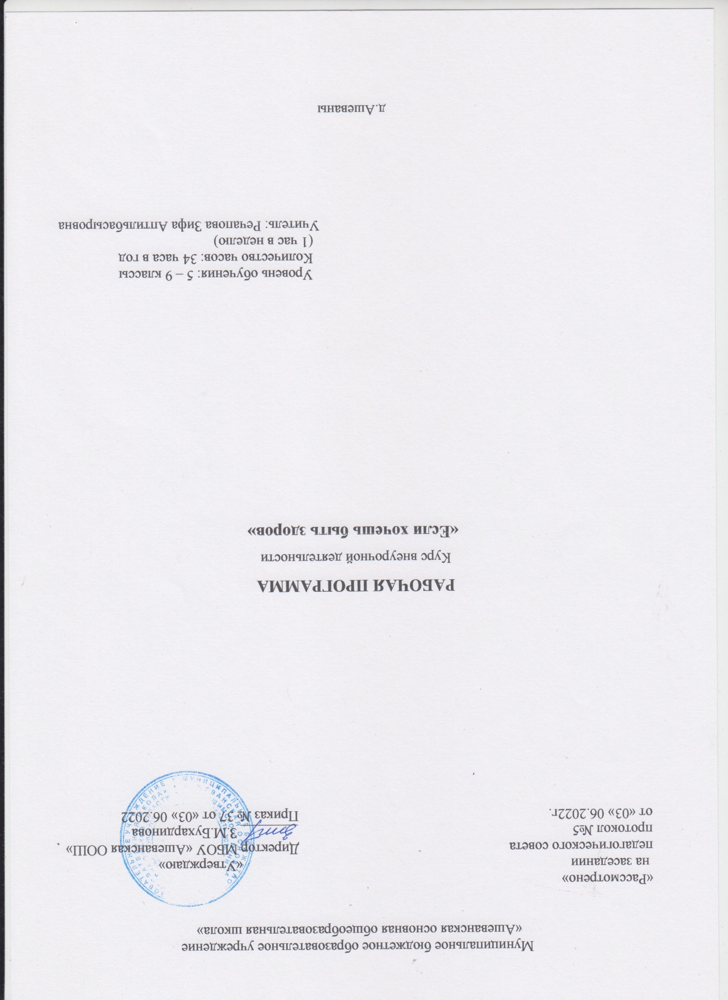 Муниципальное бюджетное образовательное учреждение
«Ашеванская основная общеобразовательная школа»
«Рассмотрено»
на заседании
педагогического совета
протокол №5
от «03» 06.2022г.
«Утверждаю»
Директор МБОУ «Ашеванская ООШ»
З.М.Бухардинова
Приказ № 37 от «03» 06.2022
РАБОЧАЯ ПРОГРАММА
Курс внеурочной деятельности
«Если хочешь быть здоров»
Уровень обучения: 5 – 9 классы
Количество часов: 34 часа в год
(1 час в неделю)
Учитель: Речапова Зифа Аптильбасыровна
д.Ашеваны